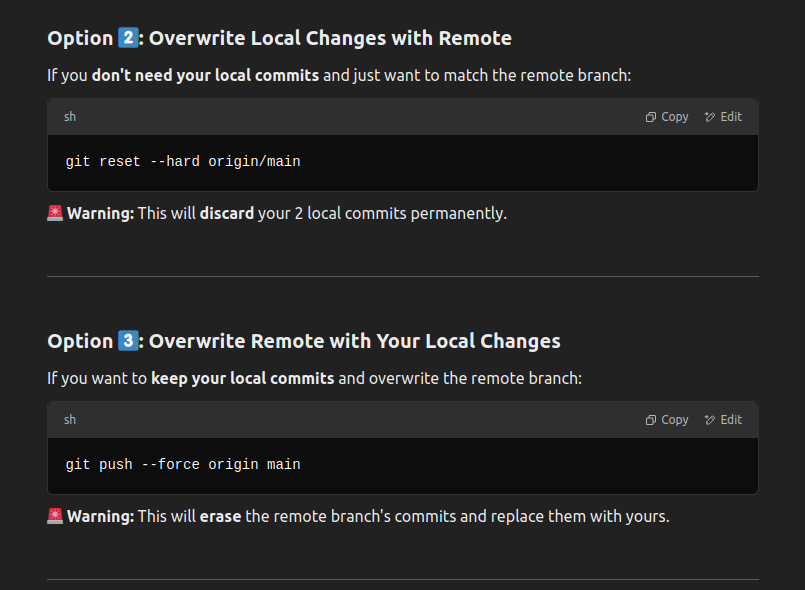 Option 2️⃣: Overwrite Local Changes with Remote
If you don't need your local commits and just want to match the remote branch:
sh Copy Edit
git reset --hard origin/main
🚨 Warning: This will discard your 2 local commits permanently.
Option 3️⃣: Overwrite Remote with Your Local Changes
If you want to keep your local commits and overwrite the remote branch:
sh Copy Edit
git push --force origin main
🚨 Warning: This will erase the remote branch's commits and replace them with yours.